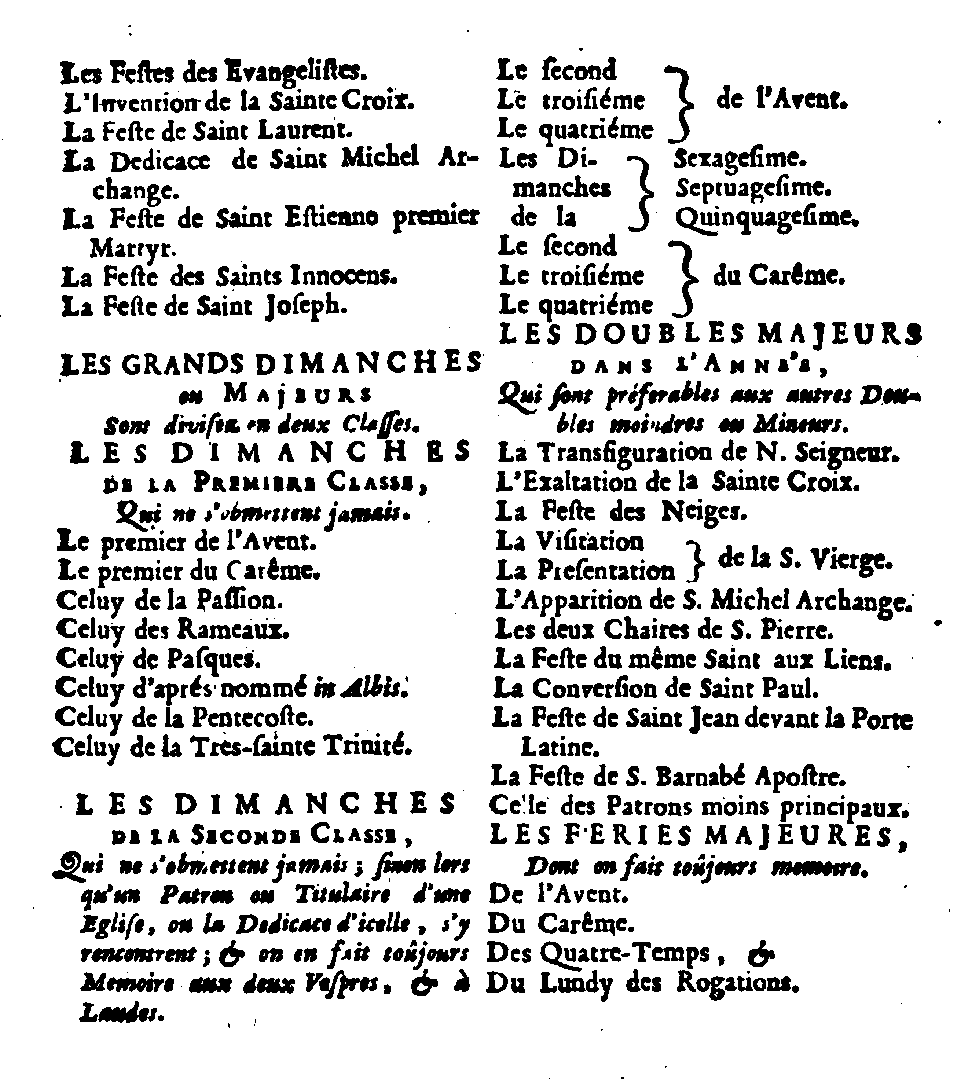 Les Feſtes des Evangeliſtes.
L'Invention de la Sainte Croix.
La Feſte de Saint Laurent.
La Dedicace de Saint Michel Ar-
change.
La Feſte de Saint Eſtienne premier
Martyr.
La Feſte des Saints Innocens.
La Feſte de Saint Joſeph.
LES GRANDS DIMANCHES
ou MAJEURS
Sont diviſez en deux Claſſes.
LES DIMANCHES
DE LA PREMIERE CLASSE,
Qui ne s'obmettent jamais.
Le premier de l'Avent.
Le premier du Carême.
Celuy de la Paſſion.
Celuy des Rameaux.
Celuy de Paſques.
Celuy d'aprés nommé in Albis.
Celuy de la Pentecoſte.
Celuy de la Très-ſainte Trinité.
LES DIMANCHES
DE LA SECONDE CLASSE,
Qui ne s'obmettent jamais ; ſinon lors
qu'un Patron ou Titulaire d'une
Egliſe, ou la Dedicace d'icelle, s'y
rencontrent ; & on en fait toûjours
Memoire aux deux Veſpres, & à
Laudes.
Le ſecond
Le troiſiéme } de l'Avent.
Le quatriéme
Les Di- Sexageſime.
manches } Septuageſime.
de la Quinquageſime.
Le ſecond
Le troiſiéme } du Carême.
Le quatriéme
LES DOUBLES MAJEURS
DANS L'ANNE'E,
Qui ſont préferables aux autres Dou-
bles moindres ou Mineurs.
La Transfiguration de N. Seigneur.
L'Exaltation de la Sainte Croix.
La Feſte des Neiges.
La Viſitation
La Preſentation } de la S. Vierge.
L'Apparition de S. Michel Archange.
Les deux Chaires de S. Pierre.
La Feſte du même Saint aux Liens.
La Converſion de Saint Paul.
La Feſte de Saint Jean devant la Porte
Latine.
La Feſte de S. Barnabé Apoſtre.
Celle des Patrons moins principaux.
LES FERIES MAJEURES,
Dont on fait toûjours memoire.
De l'Avent.
Du Carême.
Des Quatre-Temps, &
Du Lundy des Rogations.